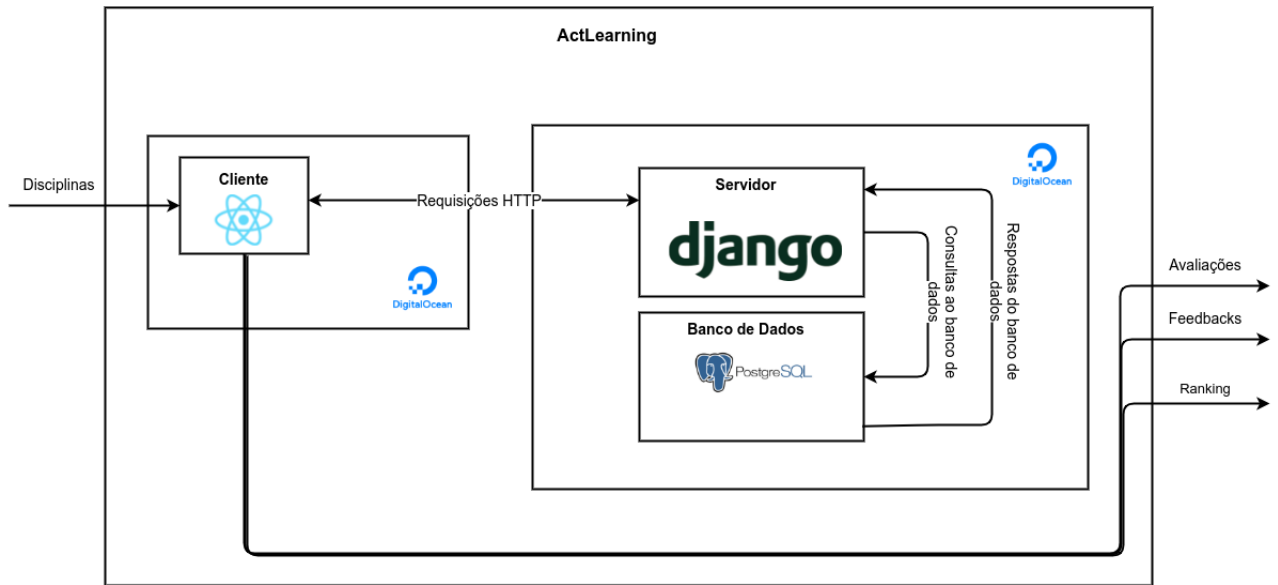 ActLearning
Disciplinas
Cliente
DigitalOcean
Requisições HTTP
Servidor
django
DigitalOcean
Banco de Dados
PostgreSQL
Consultas ao banco de
dados
Respostas do banco de
dados
Avaliações
Feedbacks
Ranking